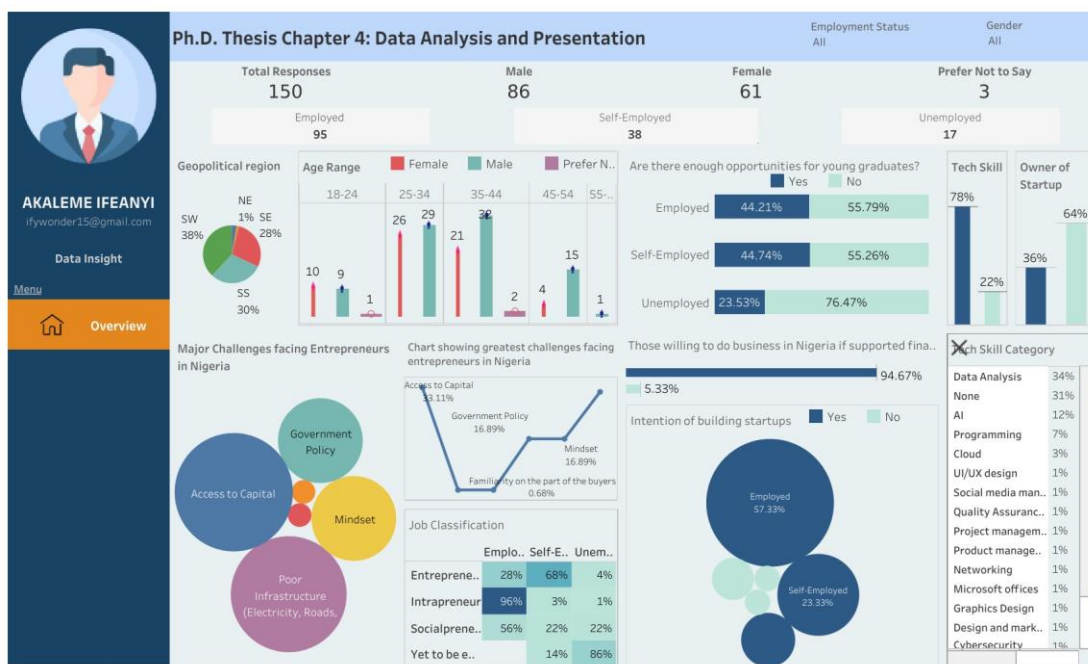 Ph.D. Thesis Chapter 4: Data Analysis and Presentation
Employment Status
All
Gender
All
AKALEME IFEANYI
ifywonder15@gmail.com
Data Insight
Menu
Overview
Total Responses
150
Male
86
Female
61
Prefer Not to Say
3
Employed
95
Self-Employed
38
Unemployed
17
Geopolitical region
NE
1%
SE
28%
SW
38%
SS
30%
Age Range
Female
Male
Prefer N..
18-24
25-34
35-44
45-54
55-..
10
9
1
26
29
21
32
2
4
15
1
Are there enough opportunities for young graduates?
Yes
No
Employed
44.21%
55.79%
Self-Employed
44.74%
55.26%
Unemployed
23.53%
76.47%
Tech Skill
78%
22%
Owner of
Startup
36%
64%
Major Challenges facing Entrepreneurs
in Nigeria
Government
Policy
Access to Capital
Mindset
Poor
Infrastructure
(Electricity, Roads,
Chart showing greatest challenges facing
entrepreneurs in Nigeria
Access to Capital
33.11%
Government Policy
16.89%
Mindset
16.89%
Familiarity on the part of the buyers
0.68%
Job Classification
Emplo.. Self-E.. Unem..
Entreprene.. 28% 68% 4%
Intrapreneur 96% 3% 1%
Socialprene.. 56% 22% 22%
Yet to be e.. 14% 86%
Those willing to do business in Nigeria if supported fina..
94.67%
5.33%
Intention of building startups
Yes
No
Employed
57.33%
Self-Employed
23.33%
Tech Skill Category
Data Analysis 34%
None 31%
AI 12%
Programming 7%
Cloud 3%
UI/UX design 1%
Social media man.. 1%
Quality Assuranc.. 1%
Project managem.. 1%
Product manage.. 1%
Networking 1%
Microsoft offices 1%
Graphics Design 1%
Design and mark.. 1%
Cybersecurity 1%